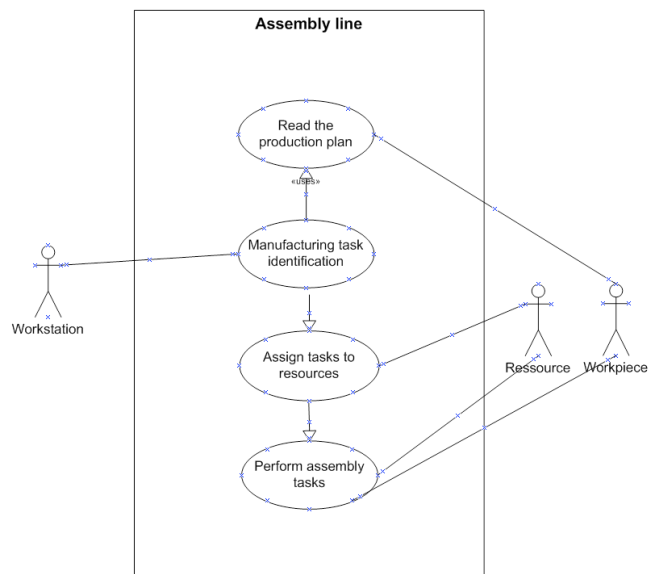 Assembly line
Read the
production plan
«uses»
Manufacturing task
identification
Workstation
Assign tasks to
resources
Ressource
Workpiece
Perform assembly
tasks